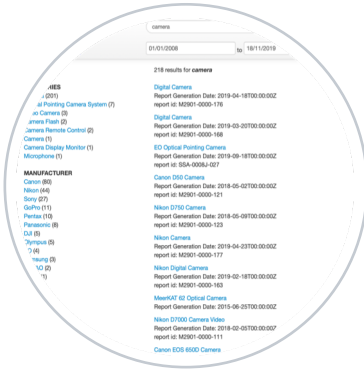 camera
01/01/2008 to 18/11/2019
218 results for camera
(201)
Pointing Camera System (7)
Camera (3)
Camera Flash (2)
Camera Remote Control (2)
Camera (1)
Camera Display Monitor (1)
Microphone (1)
MANUFACTURER
Canon (80)
Nikon (44)
Sony (27)
GoPro (11)
Pentax (10)
Panasonic (8)
DJI (5)
Olympus (5)
(4)
(3)
(2)
Digital Camera
Report Generation Date: 2019-04-18T00:00:00Z
report id: M2901-0000-176
Digital Camera
Report Generation Date: 2019-03-20T00:00:00Z
report id: M2901-0000-168
EO Optical Pointing Camera
Report Generation Date: 2019-09-18T00:00:00Z
report id: SSA-0008J-027
Canon D50 Camera
Report Generation Date: 2018-05-02T00:00:00Z
report id: M2901-0000-121
Nikon D750 Camera
Report Generation Date: 2018-05-09T00:00:00Z
report id: M2901-0000-123
Nikon Camera
Report Generation Date: 2019-04-23T00:00:00Z
report id: M2901-0000-177
Nikon Digital Camera
Report Generation Date: 2019-02-18T00:00:00Z
report id: M2901-0000-163
MeerKAT 62 Optical Camera
Report Generation Date: 2015-06-25T00:00:00Z
Nikon D7000 Camera Video
Report Generation Date: 2018-02-05T00:00:00Z
report id: M2901-0000-111
Canon EOS 650D Camera